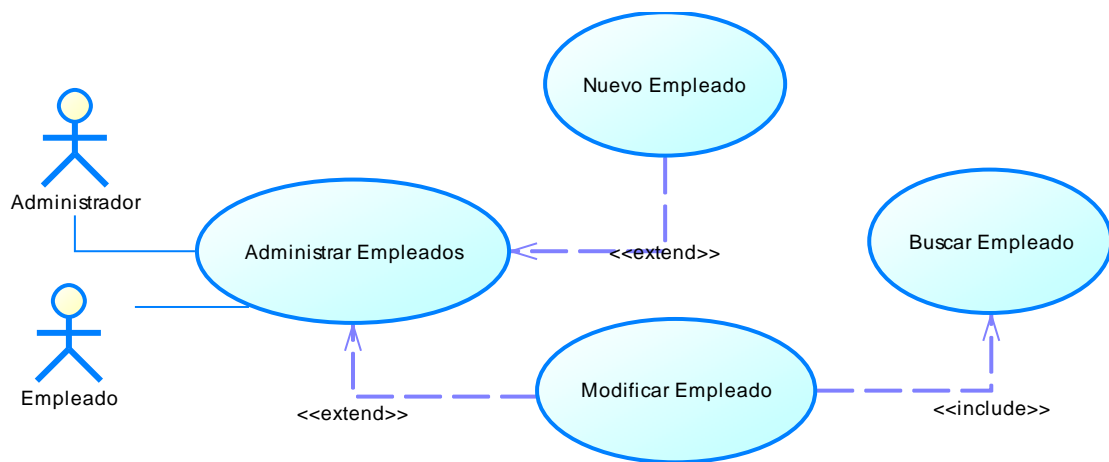 Nuevo Empleado
Administrador
Administrar Empleados
<<extend>>
Buscar Empleado
Empleado
<<extend>>
Modificar Empleado
<<include>>